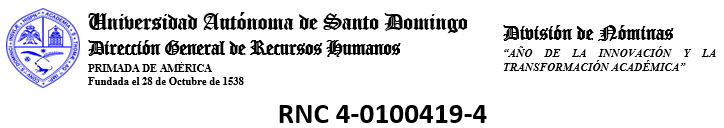 Universidad Autónoma de Santo Domingo
Dirección General de Recursos Humanos
PRIMADA DE AMÉRICA
Fundada el 28 de Octubre de 1538
División de Nóminas
“AÑO DE LA INNOVACIÓN Y LA
TRANSFORMACIÓN ACADÉMICA”
RNC 4-0100419-4